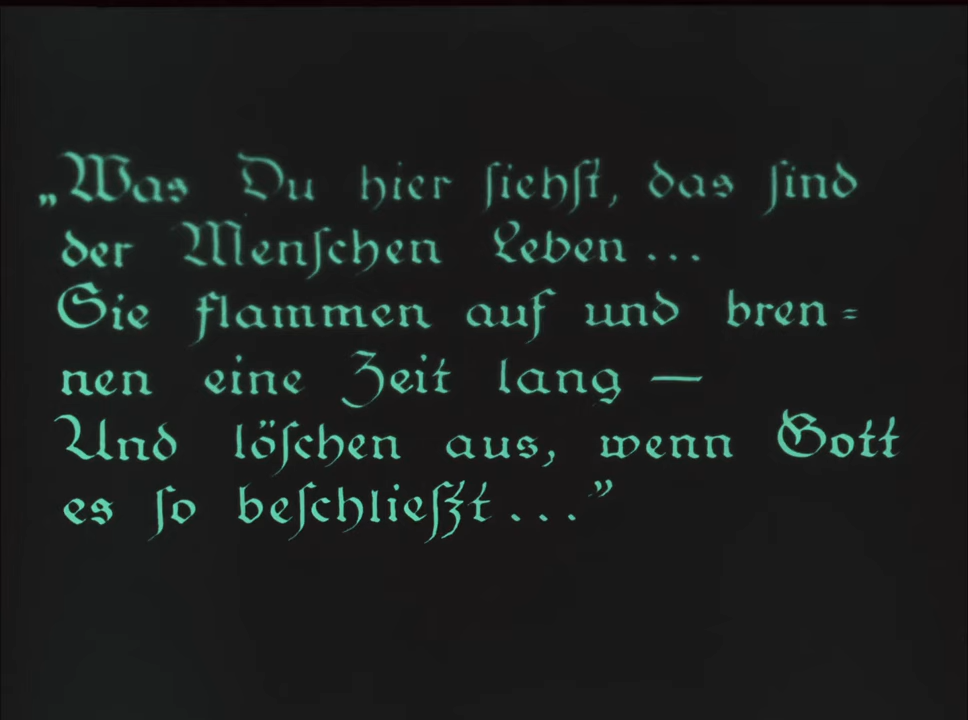 „Was Du hier siehst, das sind
der Menschen Leben...
Sie flammen auf und bren=
nen eine Zeit lang —
Und löschen aus, wenn Gott
es so beschließt...”